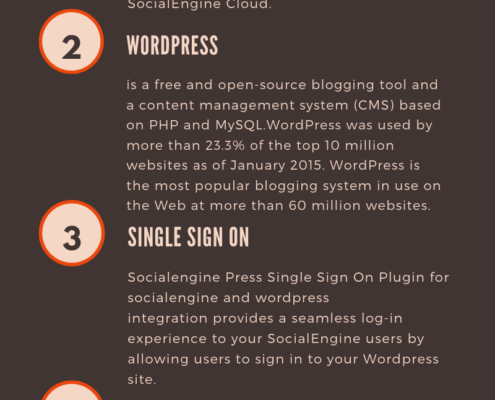 SocialEngine Cloud.
2
WORDPRESS
is a free and open-source blogging tool and
a content management system (CMS) based
on PHP and MySQL.WordPress was used by
more than 23.3% of the top 10 million
websites as of January 2015. WordPress is
the most popular blogging system in use on
the Web at more than 60 million websites.
3
SINGLE SIGN ON
Socialengine Press Single Sign On Plugin for
socialengine and wordpress
integration provides a seamless log-in
experience to your SocialEngine users by
allowing users to sign in to your Wordpress
site.